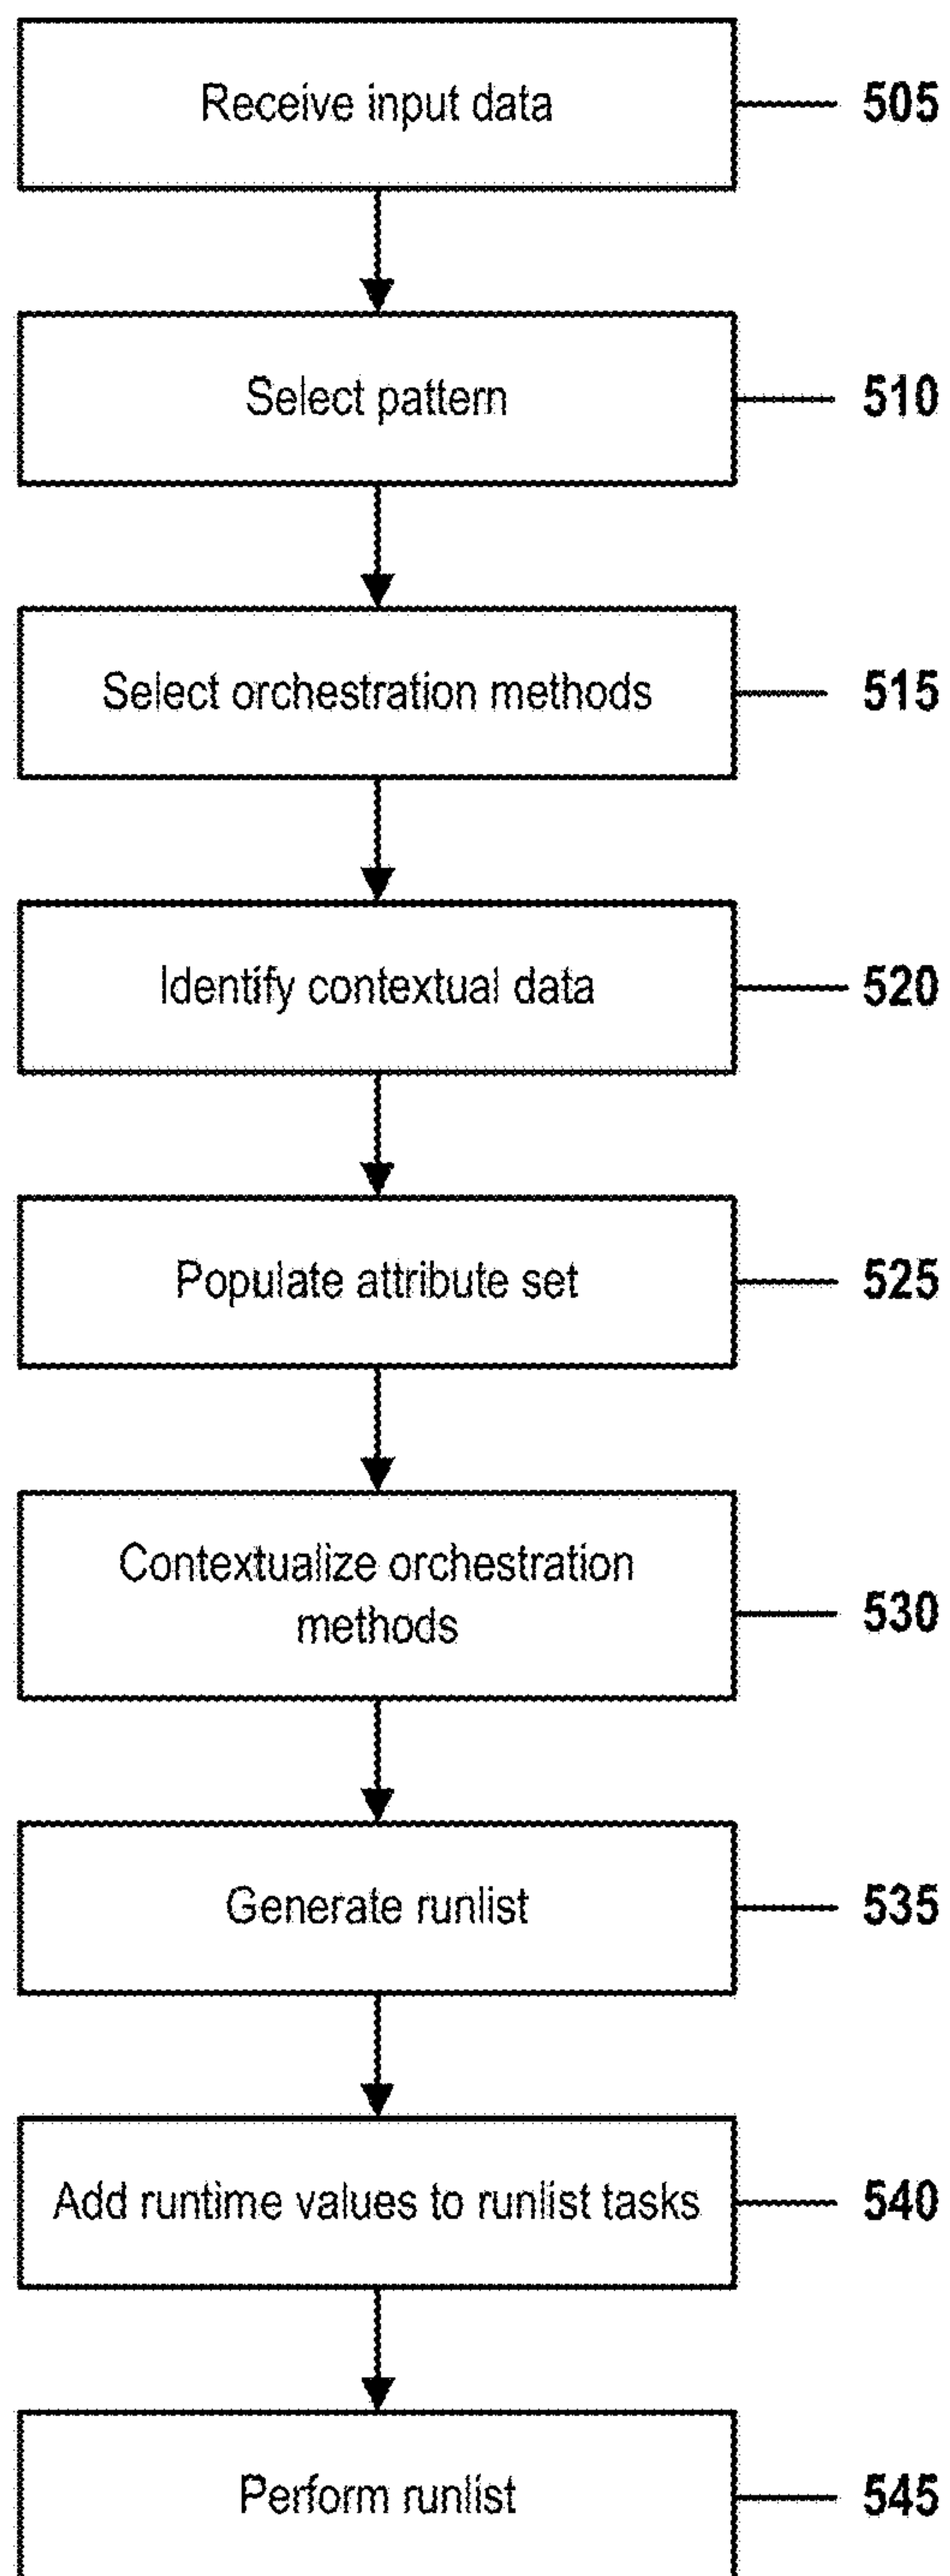 Receive input data
505
Select pattern
510
Select orchestration methods
515
Identify contextual data
520
Populate attribute set
525
Contextualize orchestration
methods
530
Generate runlist
535
Add runtime values to runlist tasks
540
Perform runlist
545